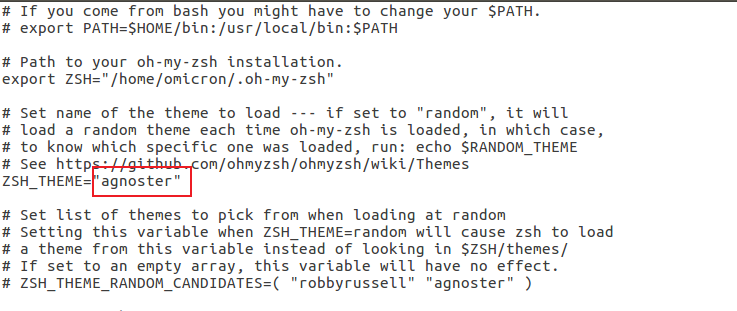 # If you come from bash you might have to change your $PATH.
# export PATH=$HOME/bin:/usr/local/bin:$PATH
# Path to your oh-my-zsh installation.
export ZSH="/home/omicron/.oh-my-zsh"
# Set name of the theme to load --- if set to "random", it will
# load a random theme each time oh-my-zsh is loaded, in which case,
# to know which specific one was loaded, run: echo $RANDOM_THEME
# See https://github.com/ohmyzsh/ohmyzsh/wiki/Themes
ZSH_THEME="agnoster"
# Set list of themes to pick from when loading at random
# Setting this variable when ZSH_THEME=random will cause zsh to load
# a theme from this variable instead of looking in $ZSH/themes/
# If set to an empty array, this variable will have no effect.
# ZSH_THEME_RANDOM_CANDIDATES=( "robbyrussell" "agnoster" )